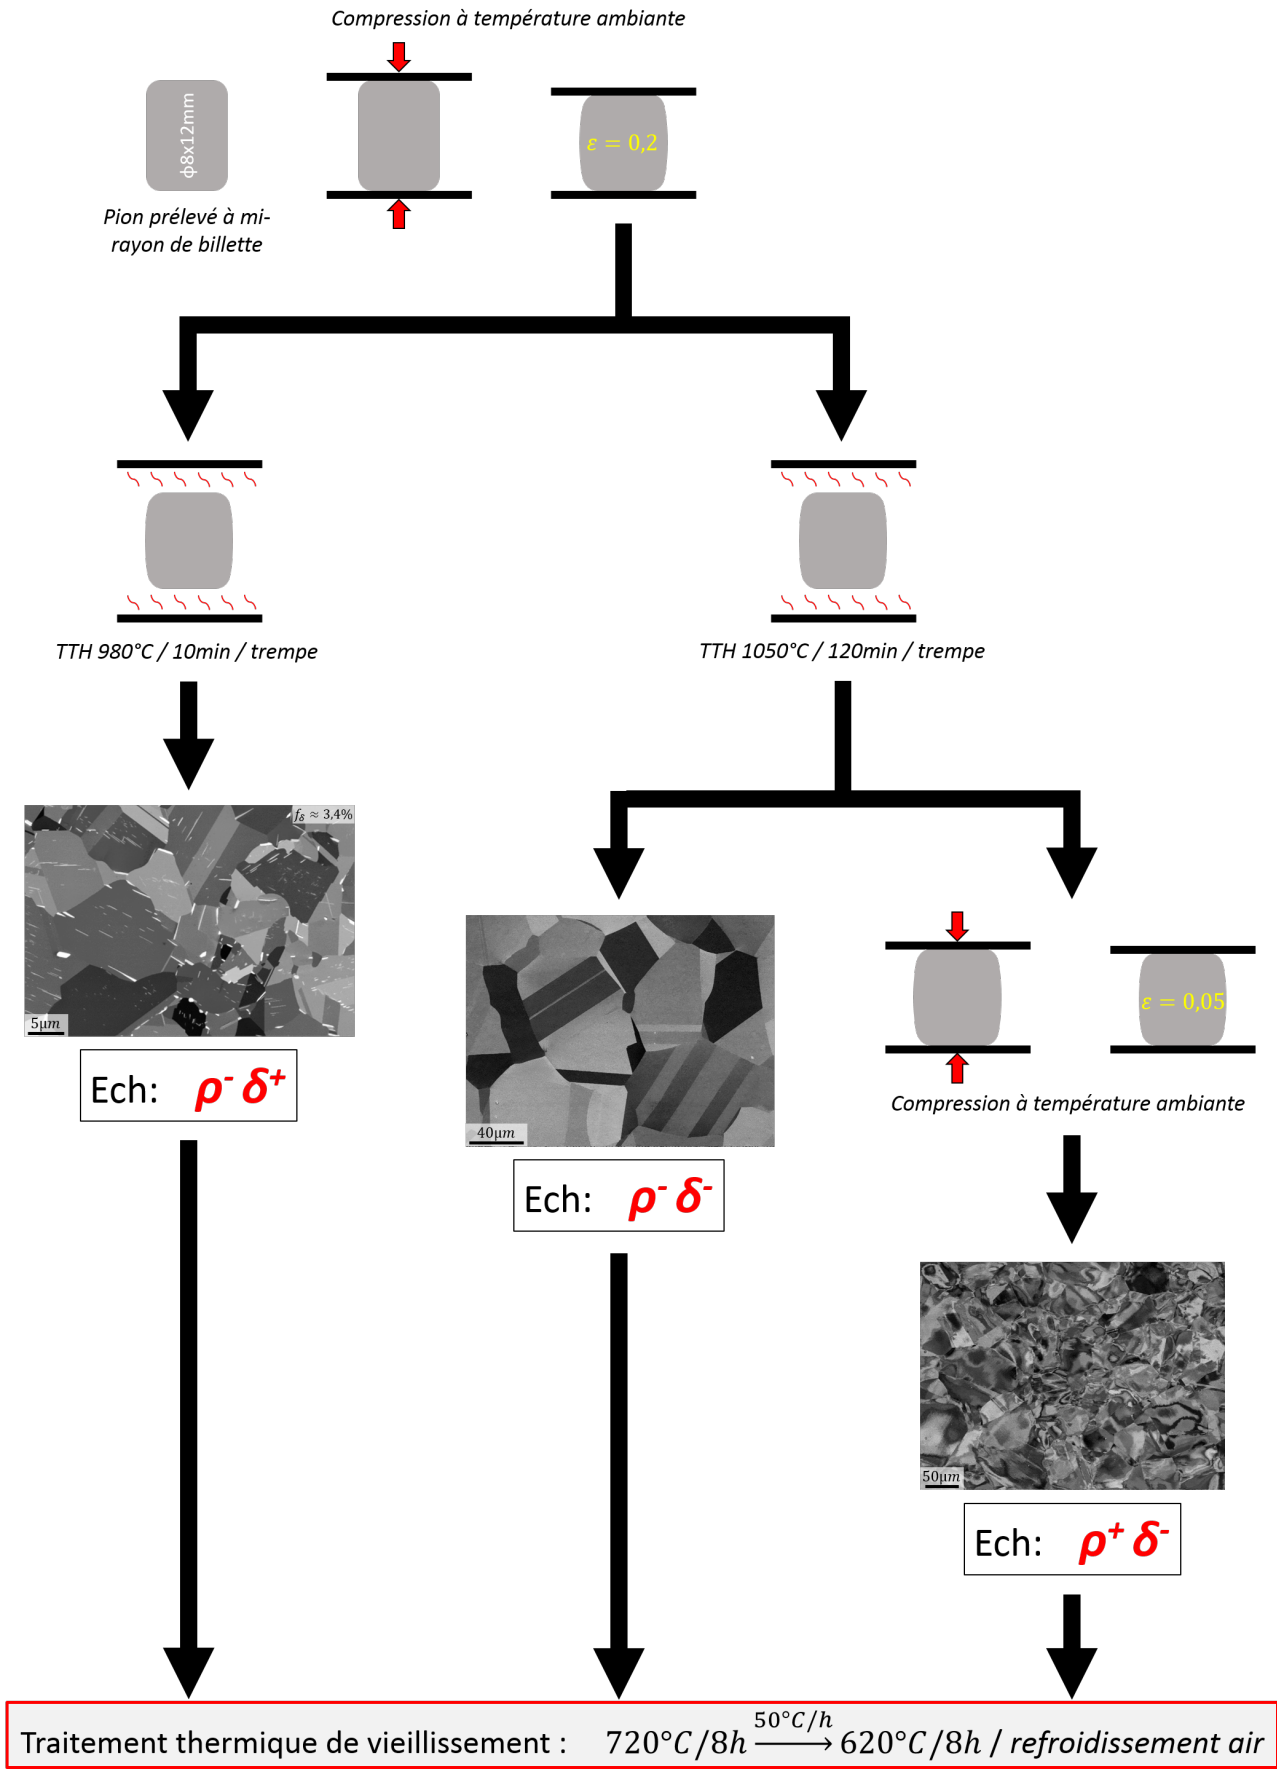 Compression à température ambiante
ϕ8x12mm
ε = 0,2
Pion prélevé à mi-
rayon de billette
TTH 980°C / 10min / trempe
TTH 1050°C / 120min / trempe
f_δ ≈ 3,4%
5µm
Ech: ρ⁻ δ⁺
40µm
Ech: ρ⁻ δ⁻
ε = 0,05
Compression à température ambiante
50µm
Ech: ρ⁺ δ⁻
Traitement thermique de vieillissement : 720°C/8h 50°C/h → 620°C/8h / refroidissement air